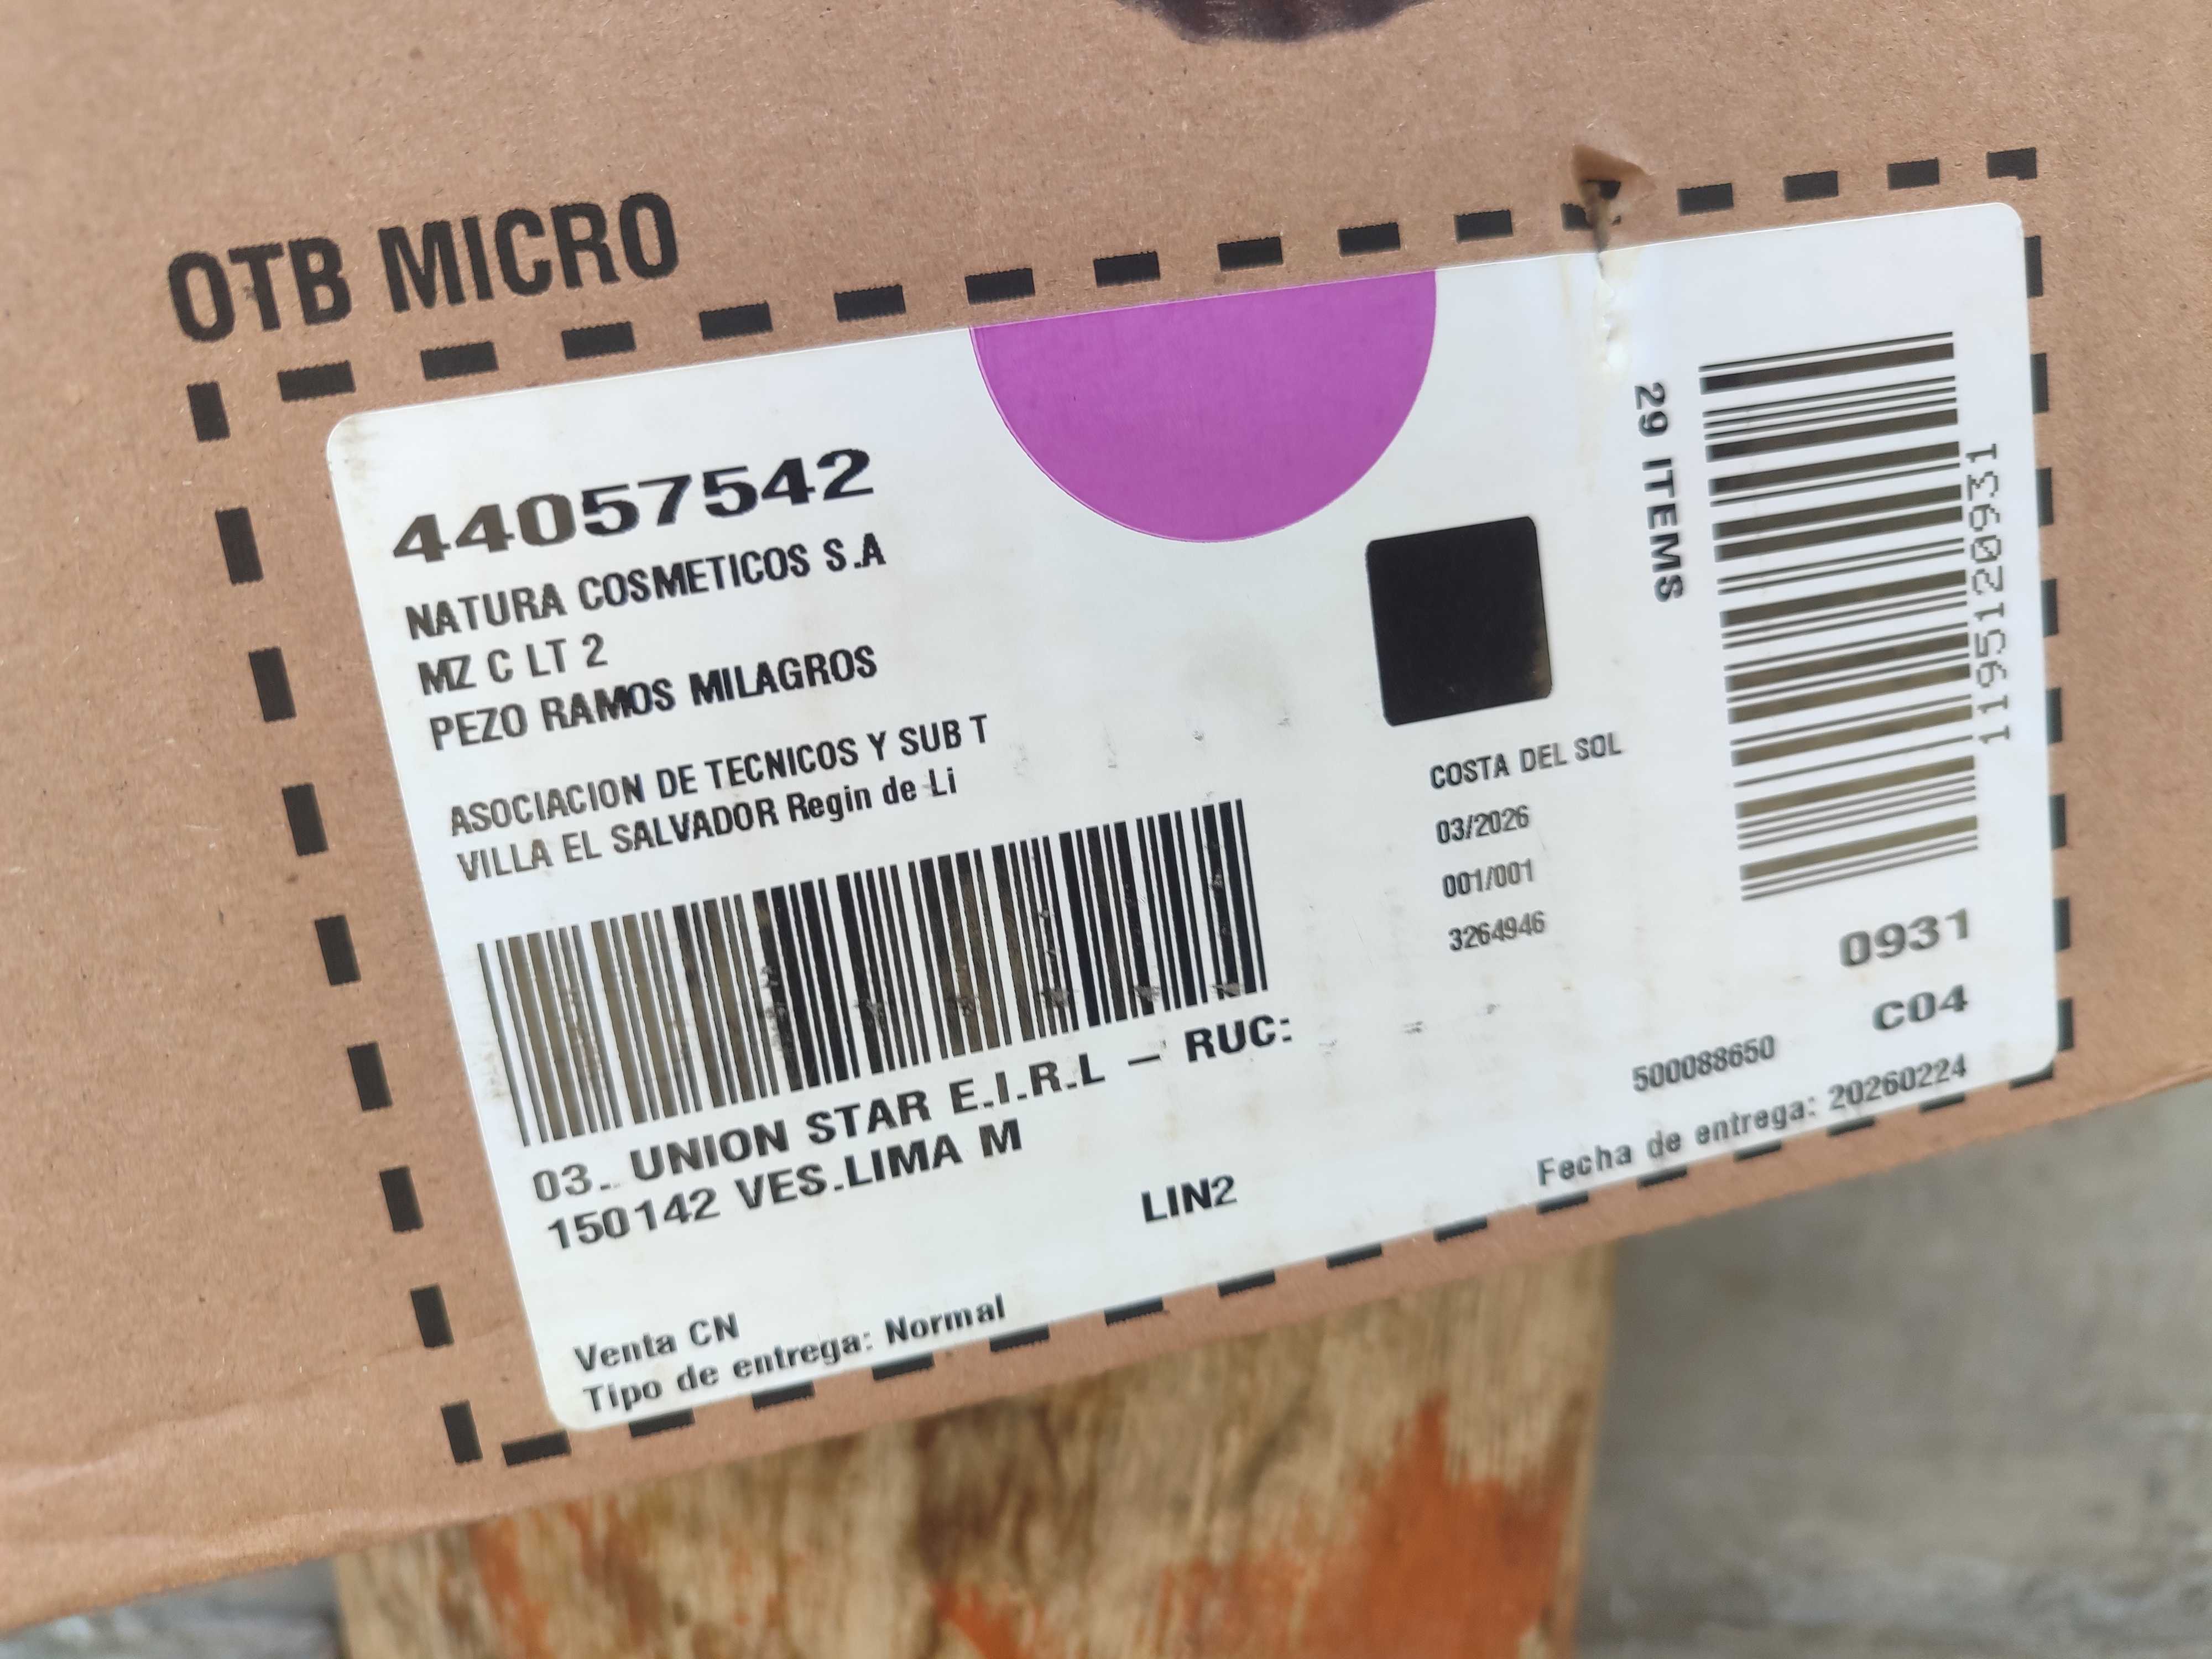 OTB MICRO
44057542
NATURA COSMETICOS S.A
MZ C LT 2
PEZO RAMOS MILAGROS
ASOCIACION DE TECNICOS Y SUB T
VILLA EL SALVADOR Regin de Li
03. UNION STAR E.I.R.L – RUC:
150142 VES.LIMA M
LIN2
Venta CN
Tipo de entrega: Normal
COSTA DEL SOL
03/2026
001/001
3264946
29 ITEMS
1195120931
0931
C04
500088650
Fecha de entrega: 20260224